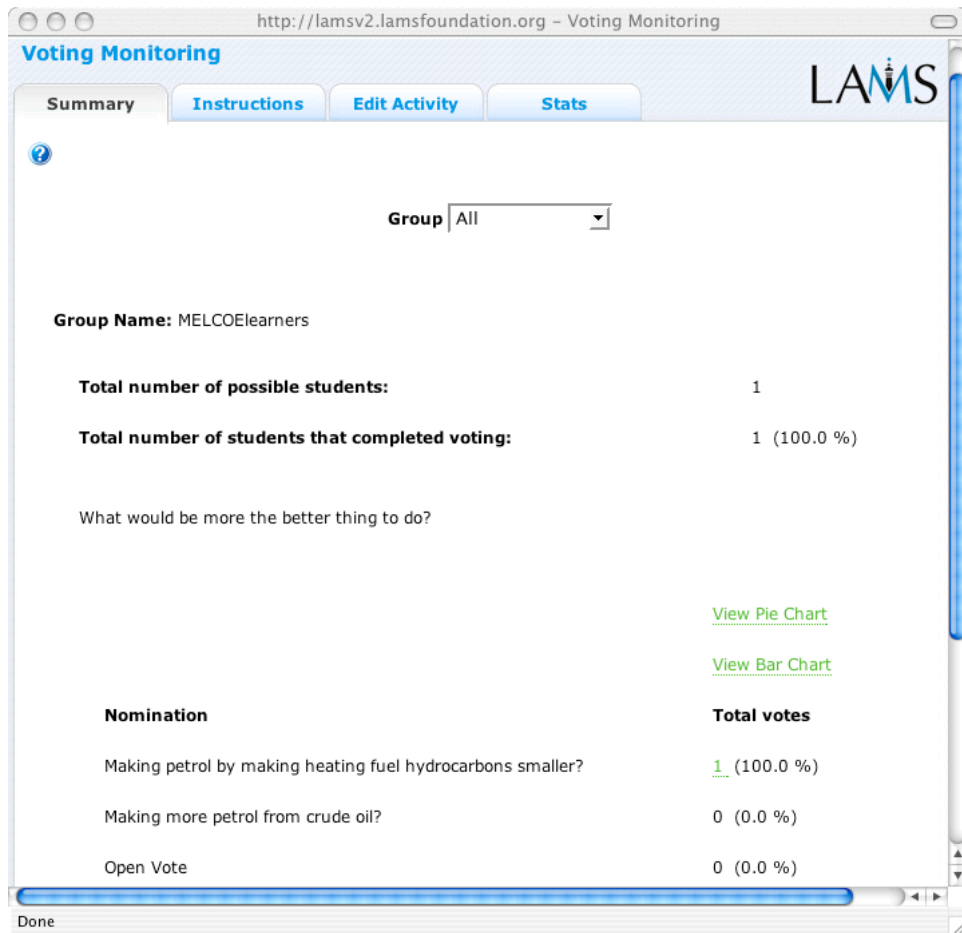 http://lamsv2.lamsfoundation.org – Voting Monitoring
Voting Monitoring
LAMS
Summary Instructions Edit Activity Stats
?
Group All
Group Name: MELCOElearners
Total number of possible students: 1
Total number of students that completed voting: 1 (100.0 %)
What would be more the better thing to do?
View Pie Chart
View Bar Chart
Nomination Total votes
Making petrol by making heating fuel hydrocarbons smaller? 1 (100.0 %)
Making more petrol from crude oil? 0 (0.0 %)
Open Vote 0 (0.0 %)
Done